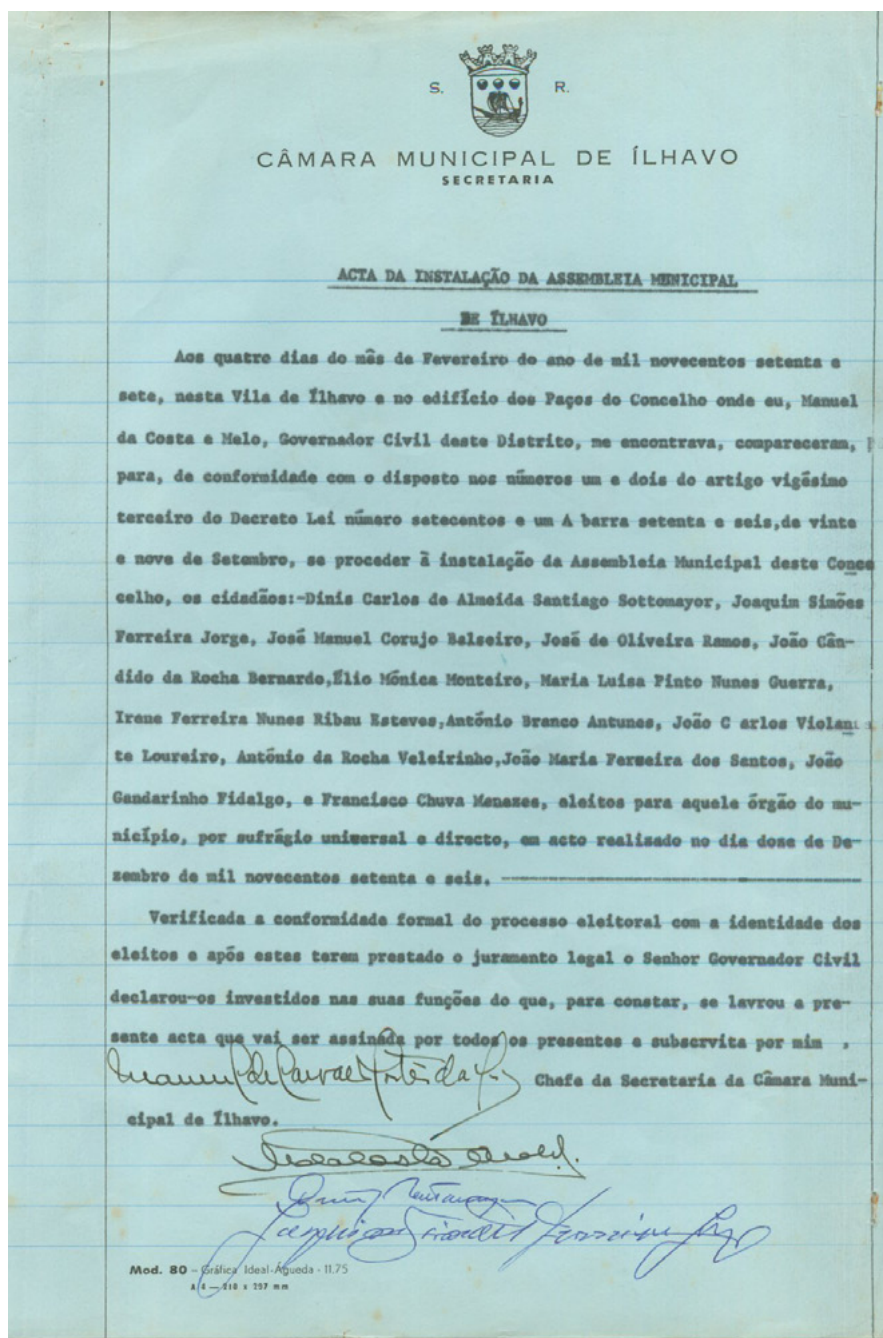 S. R.
CÂMARA MUNICIPAL DE ÍLHAVO
SECRETARIA
ACTA DA INSTALAÇÃO DA ASSEMBLEIA MUNICIPAL
DE ÍLHAVO
Aos quatro dias do mês de Fevereiro do ano de mil novecentos setenta e
sete, nesta Vila de Ílhavo e no edifício dos Paços do Concelho onde eu, Manuel
da Costa e Melo, Governador Civil deste Distrito, me encontrava, compareceram,
para, de conformidade com o disposto nos números um e dois do artigo vigésimo
terceiro do Decreto Lei número setecentos e um A barra setenta e seis,de vinte
e nove de Setembro, se proceder à instalação da Assembleia Municipal deste Conce
celho, os cidadãos:-Dinis Carlos de Almeida Santiago Sottomayor, Joaquim Simões
Ferreira Jorge, José Manuel Corujo Balseiro, José de Oliveira Ramos, João Cân-
dido da Rocha Bernardo,Élio Mónica Monteiro, Maria Luisa Pinto Nunes Guerra,
Irene Ferreira Nunes Ribau Esteves,António Branco Antunes, João C arlos Violan
te Loureiro, António da Rocha Veleirinho,João Maria Ferreira dos Santos, João
Gandarinho Fidalgo, e Francisco Chuva Menezes, eleitos para aquele órgão do mu-
nicípio, por sufrágio universal e directo, em acto realizado no dia doze de De-
zembro de mil novecentos setenta e seis.
Verificada a conformidade formal do processo eleitoral com a identidade dos
eleitos e após estes terem prestado o juramento legal o Senhor Governador Civil
declarou-os investidos nas suas funções do que, para constar, se lavrou a pre-
sente acta que vai ser assinada por todos os presentes e subscrvita por mim ,
Chefe da Secretaria da Câmara Muni-
cipal de Ílhavo.
Joaquim Simões Ferreira Jorge
Mod. 80 – Gráfica Ideal-Águeda - 11.75
A 4 — 210 x 297 mm